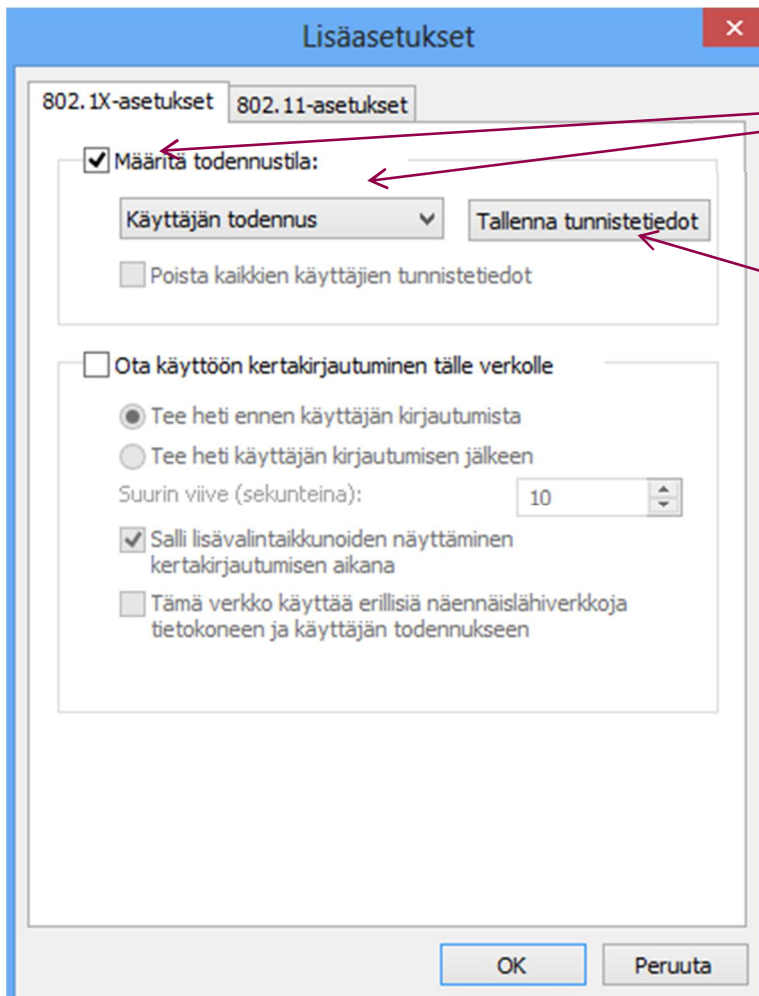 Lisäasetukset
802.1X-asetukset 802.11-asetukset
Määritä todennustila:
Käyttäjän todennus Tallenna tunnistetiedot
Poista kaikkien käyttäjien tunnistetiedot
Ota käyttöön kertakirjautuminen tälle verkolle
Tee heti ennen käyttäjän kirjautumista
Tee heti käyttäjän kirjautumisen jälkeen
Suurin viive (sekunteina): 10
Salli lisävalintaikkunoiden näyttäminen
kertakirjautumisen aikana
Tämä verkko käyttää erillisiä näennäislähiverkkoja
tietokoneen ja käyttäjän todennukseen
OK Peruuta